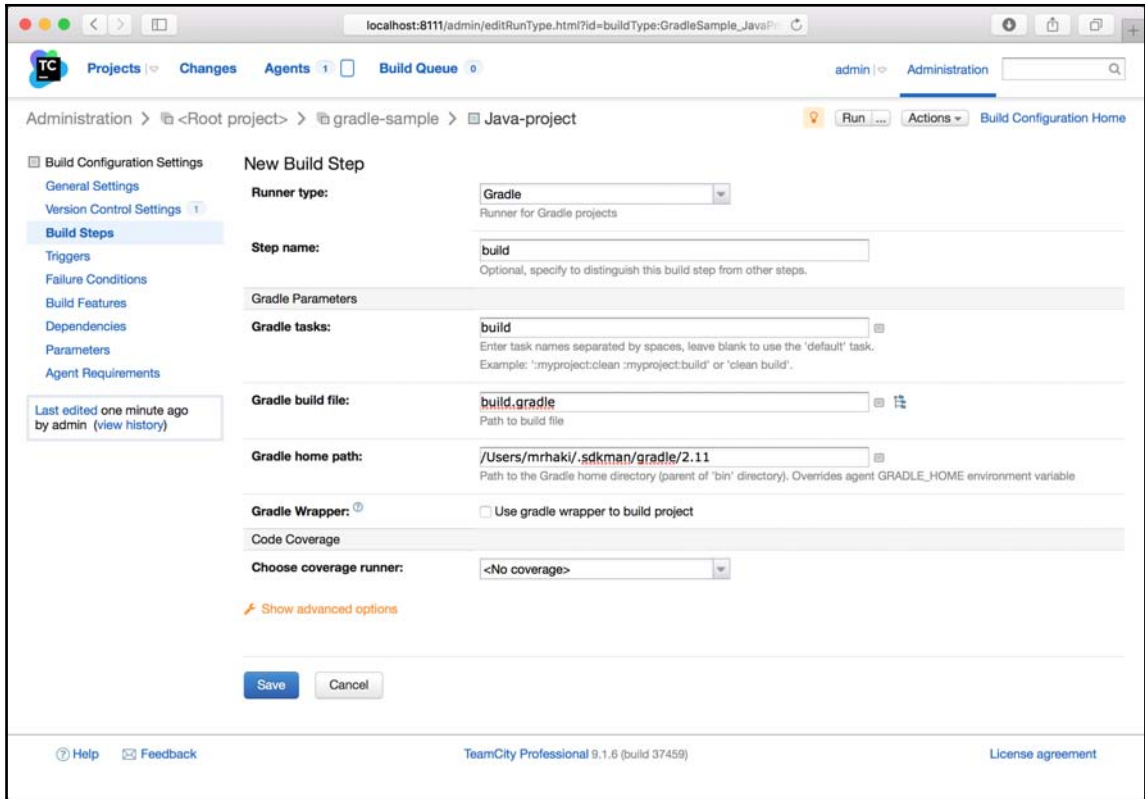 localhost:8111/admin/editRunType.html?id=buildType:GradleSample_JavaPr
TC
Projects Changes Agents 1 Build Queue 0 admin Administration
Administration > <Root project> > gradle-sample > Java-project Run ... Actions Build Configuration Home
Build Configuration Settings
General Settings
Version Control Settings 1
Build Steps
Triggers
Failure Conditions
Build Features
Dependencies
Parameters
Agent Requirements
Last edited one minute ago
by admin (view history)
New Build Step
Runner type: Gradle
Runner for Gradle projects
Step name: build
Optional, specify to distinguish this build step from other steps.
Gradle Parameters
Gradle tasks: build
Enter task names separated by spaces, leave blank to use the 'default' task.
Example: ':myproject:clean :myproject:build' or 'clean build'.
Gradle build file: build.gradle
Path to build file
Gradle home path: /Users/mrhaki/.sdkman/gradle/2.11
Path to the Gradle home directory (parent of 'bin' directory). Overrides agent GRADLE_HOME environment variable
Gradle Wrapper: ? Use gradle wrapper to build project
Code Coverage
Choose coverage runner: <No coverage>
Show advanced options
Save Cancel
? Help Feedback TeamCity Professional 9.1.6 (build 37459) License agreement